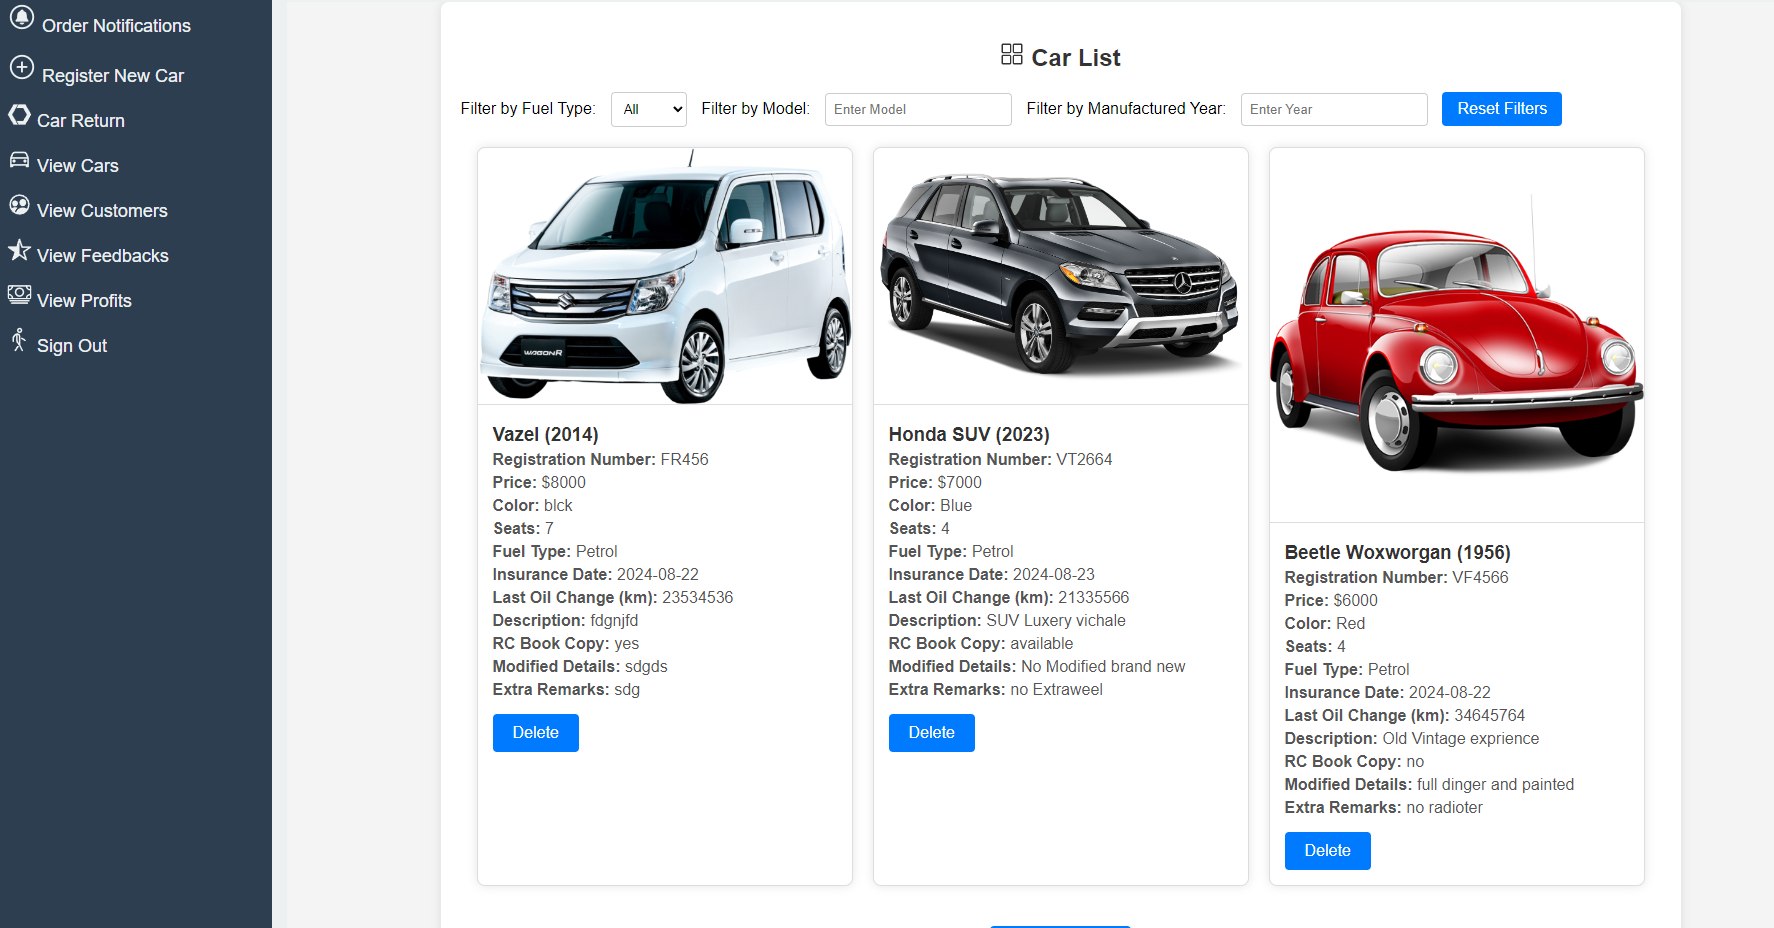 Order Notifications
Register New Car
Car Return
View Cars
View Customers
View Feedbacks
View Profits
Sign Out
Car List
Filter by Fuel Type: All Filter by Model: Enter Model Filter by Manufactured Year: Enter Year Reset Filters
WAGON R
Vazel (2014)
Registration Number: FR456
Price: $8000
Color: blck
Seats: 7
Fuel Type: Petrol
Insurance Date: 2024-08-22
Last Oil Change (km): 23534536
Description: fdgnjfd
RC Book Copy: yes
Modified Details: sdgds
Extra Remarks: sdg
Delete
Honda SUV (2023)
Registration Number: VT2664
Price: $7000
Color: Blue
Seats: 4
Fuel Type: Petrol
Insurance Date: 2024-08-23
Last Oil Change (km): 21335566
Description: SUV Luxery vichale
RC Book Copy: available
Modified Details: No Modified brand new
Extra Remarks: no Extraweel
Delete
Beetle Woxworgan (1956)
Registration Number: VF4566
Price: $6000
Color: Red
Seats: 4
Fuel Type: Petrol
Insurance Date: 2024-08-22
Last Oil Change (km): 34645764
Description: Old Vintage exprience
RC Book Copy: no
Modified Details: full dinger and painted
Extra Remarks: no radioter
Delete